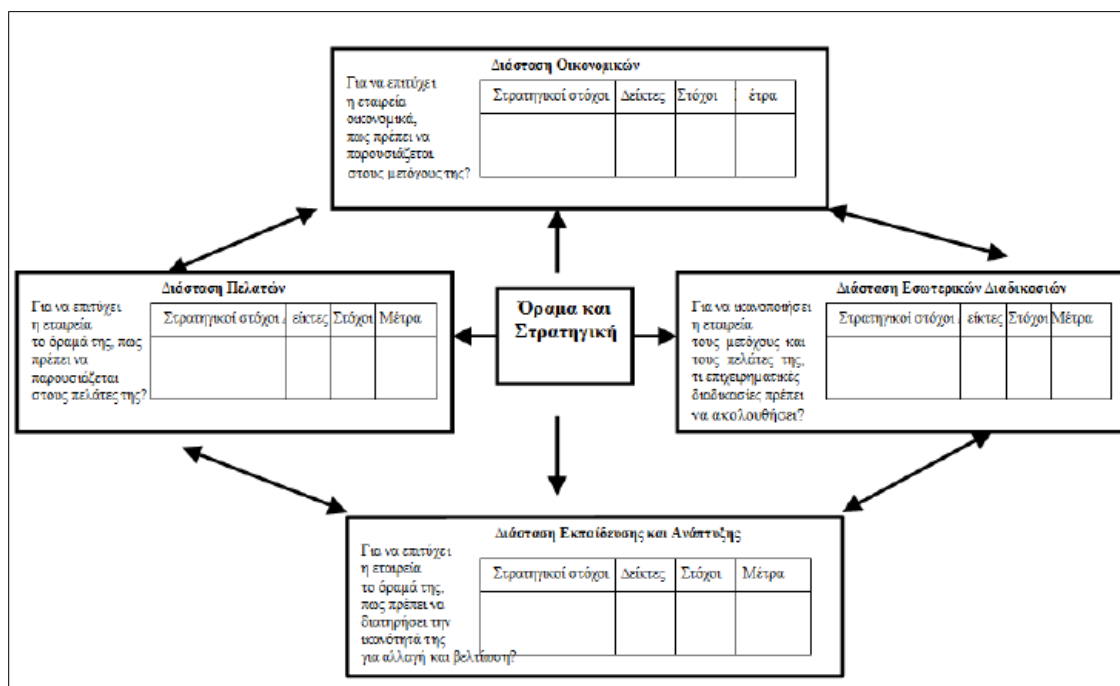 Διάσταση Οικονομικών
Για να επιτύχει
η εταιρεία
οικονομικά,
πως πρέπει να
παρουσιάζεται
στους μετόχους της?
Στρατηγικοί στόχοι Δείκτες Στόχοι έτρα
Διάσταση Πελατών
Για να επιτύχει
η εταιρεία
το όραμά της, πως
πρέπει να
παρουσιάζεται
στους πελάτες της?
Στρατηγικοί στόχοι είκτες Στόχοι Μέτρα
Όραμα και
Στρατηγική
Διάσταση Εσωτερικών Διαδικασιών
Για να ικανοποιήσει
η εταιρεία
τους μετόχους και
τους πελάτες της,
τι επιχειρηματικές
διαδικασίες πρέπει
να ακολουθήσει?
Στρατηγικοί στόχοι είκτες Στόχοι Μέτρα
Διάσταση Εκπαίδευσης και Ανάπτυξης
Για να επιτύχει
η εταιρεία
το όραμά της,
πως πρέπει να
διατηρήσει την
ικανότητά της
για αλλαγή και βελτίωση?
Στρατηγικοί στόχοι Δείκτες Στόχοι Μέτρα